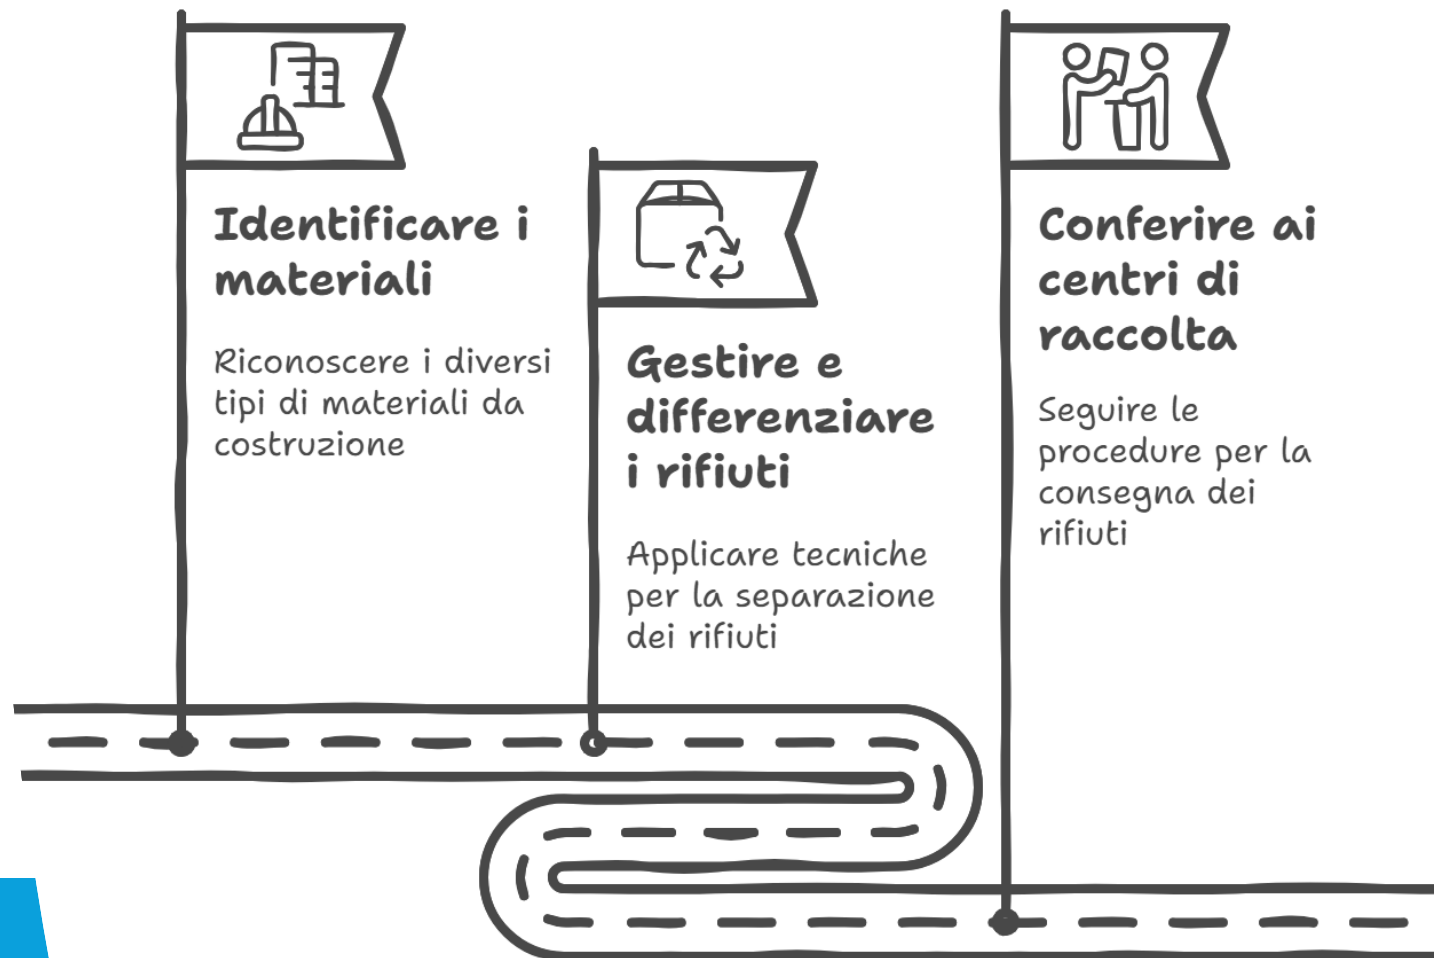 Identificare i
materiali
Riconoscere i diversi
tipi di materiali da
costruzione
Gestire e
differenziare
i rifiuti
Applicare tecniche
per la separazione
dei rifiuti
Conferire ai
centri di
raccolta
Seguire le
procedure per la
consegna dei
rifiuti